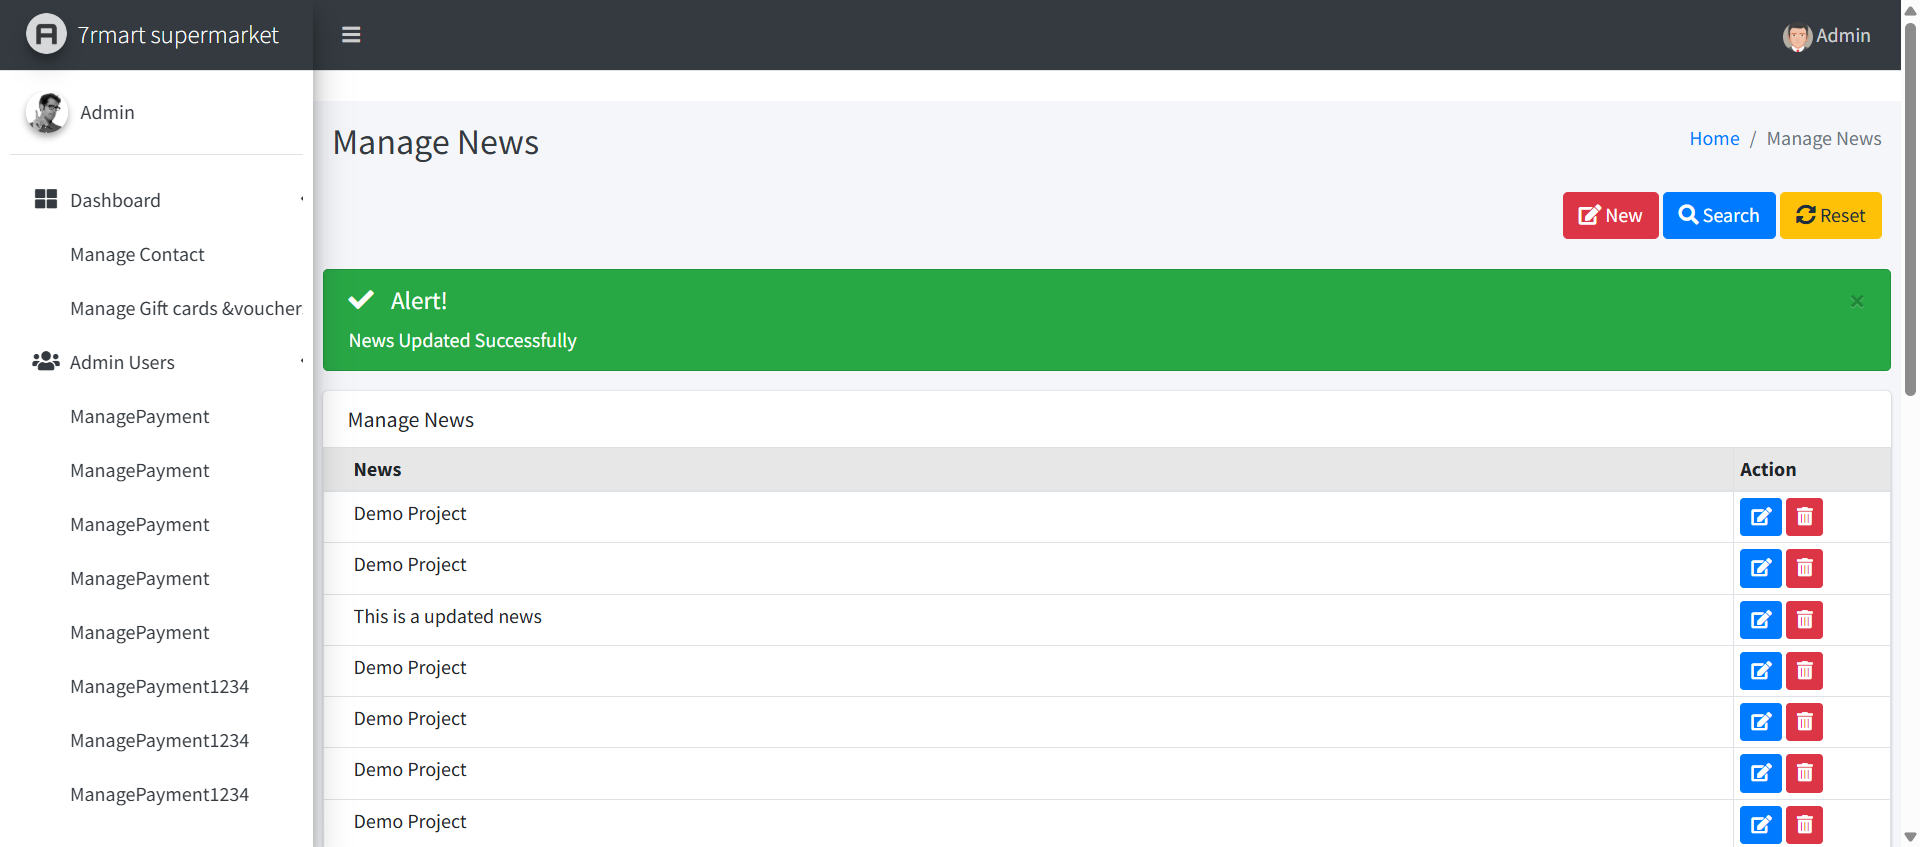 7rmart supermarket
Admin
Admin
Manage News
Home / Manage News
New Search Reset
Dashboard
Manage Contact
Manage Gift cards &voucher
Admin Users
ManagePayment
ManagePayment
ManagePayment
ManagePayment
ManagePayment
ManagePayment1234
ManagePayment1234
ManagePayment1234
Alert!
×
News Updated Successfully
Manage News
News Action
Demo Project
Demo Project
This is a updated news
Demo Project
Demo Project
Demo Project
Demo Project